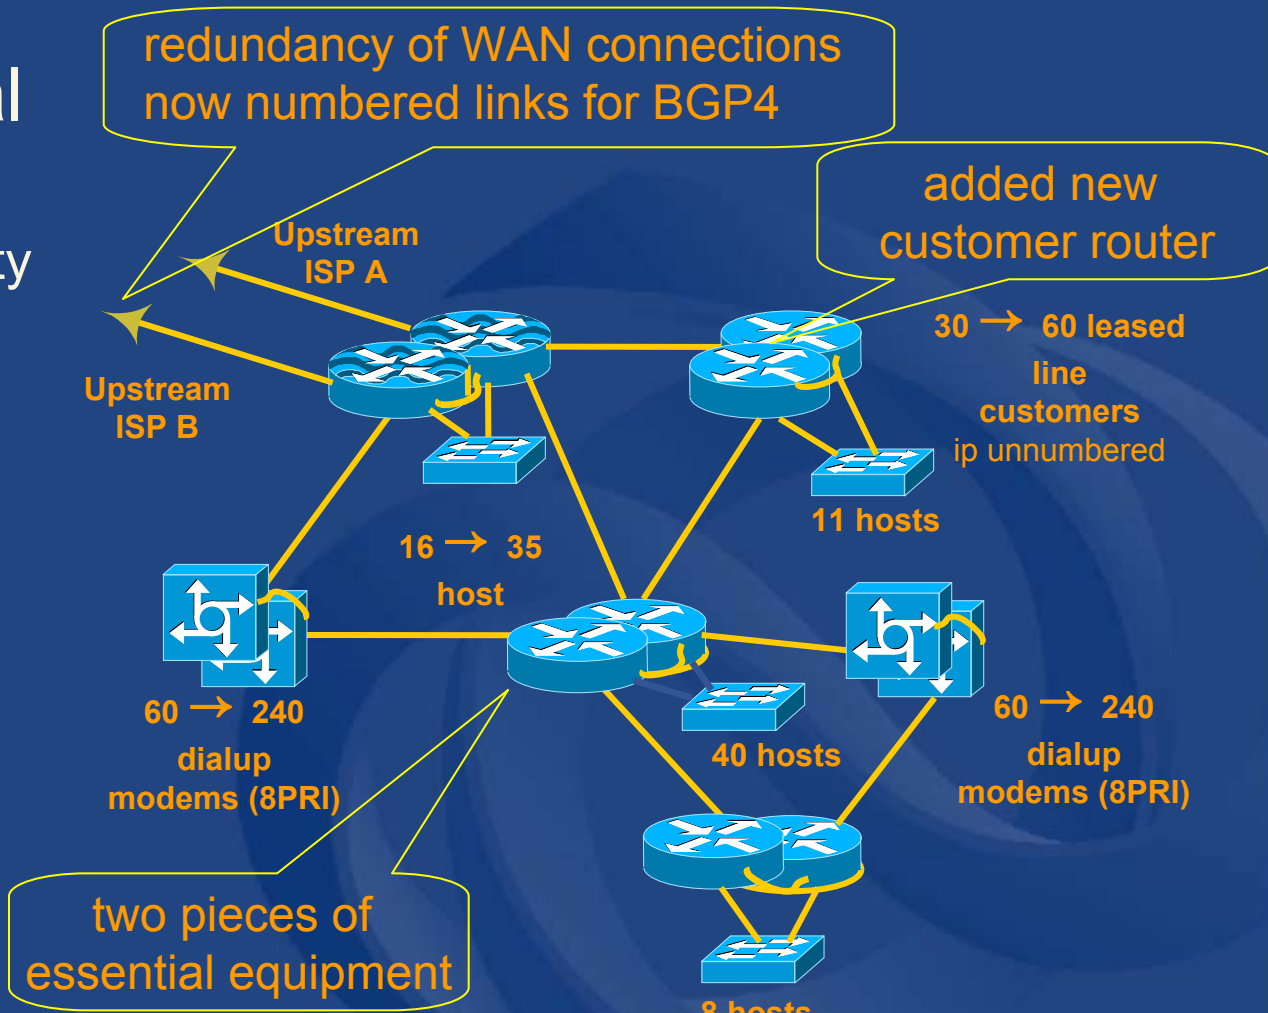 redundancy of WAN connections
now numbered links for BGP4
added new
customer router
Upstream
ISP A
Upstream
ISP B
30 → 60 leased
line
customers
ip unnumbered
11 hosts
16 → 35
host
60 → 240
dialup
modems (8PRI)
40 hosts
60 → 240
dialup
modems (8PRI)
two pieces of
essential equipment
8 hosts